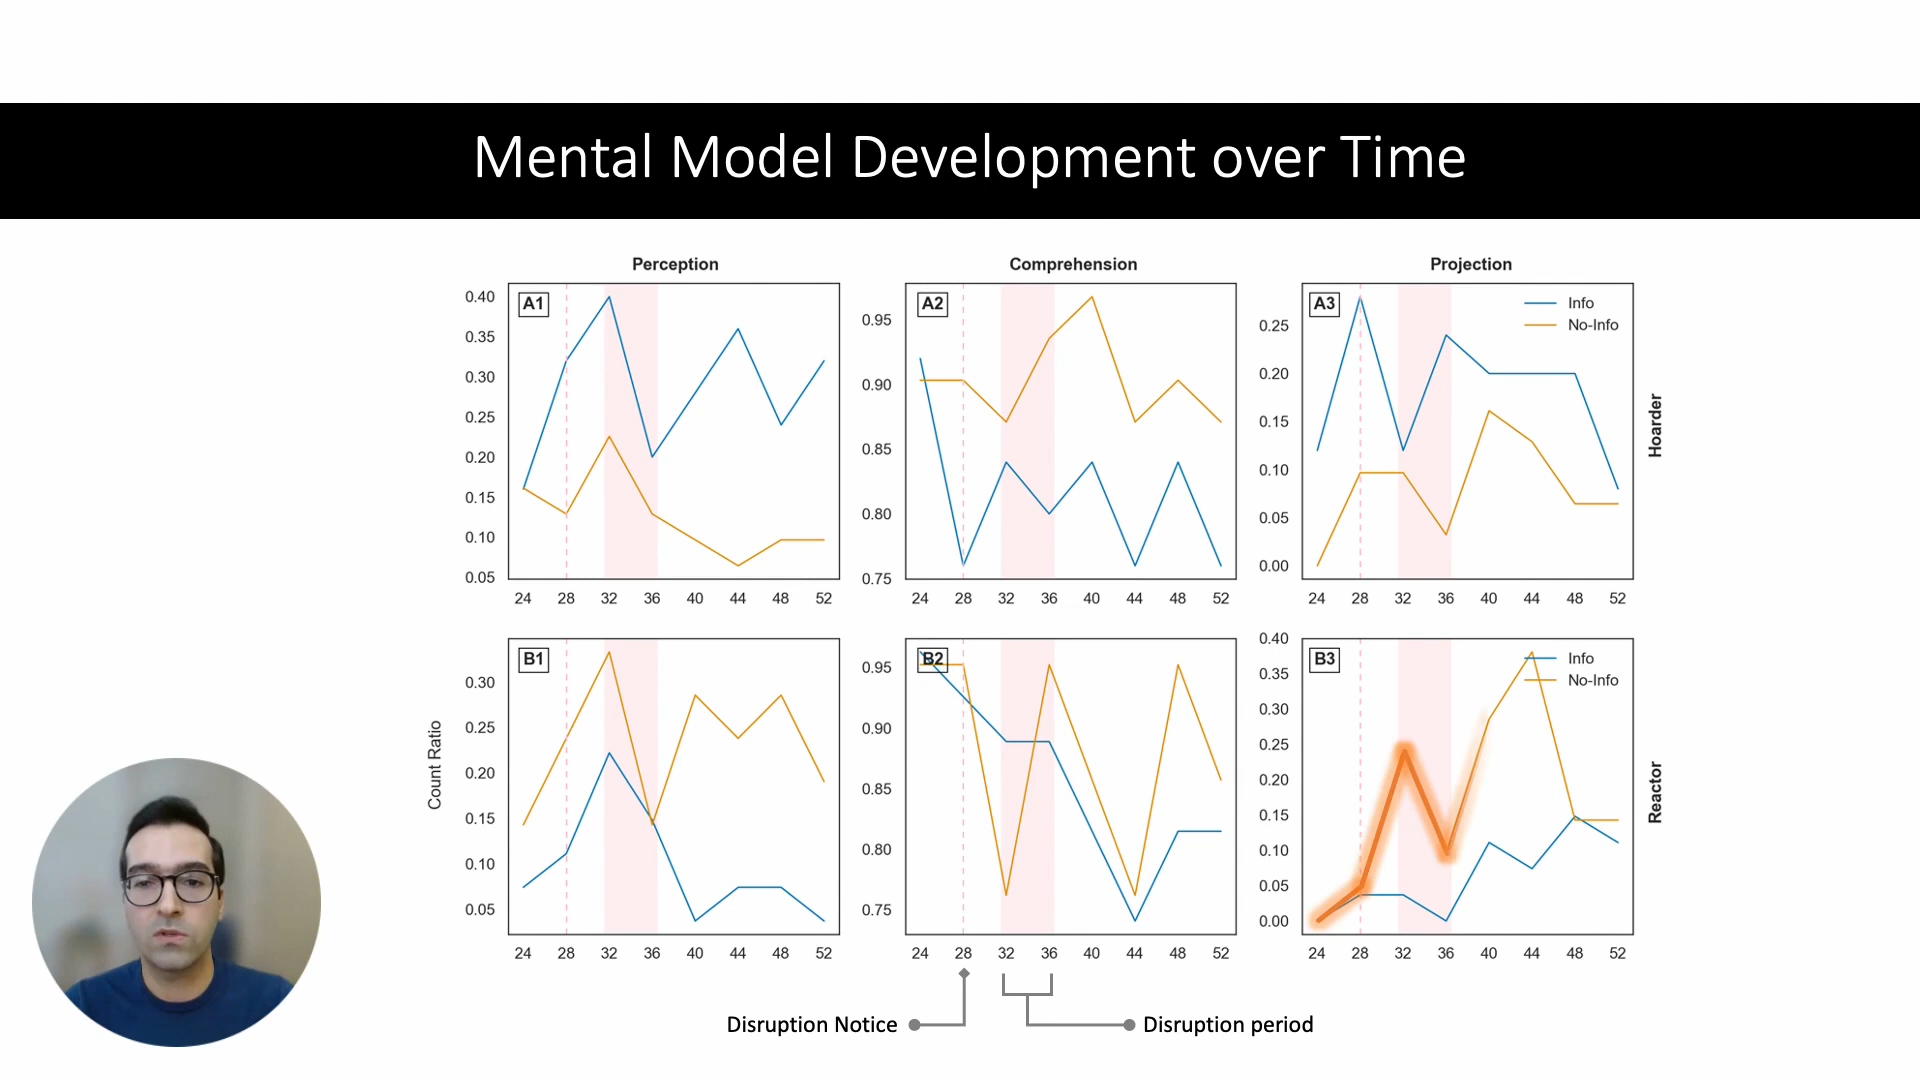 Mental Model Development over Time
Perception
Comprehension
Projection
A1
0.40
0.35
0.30
0.25
0.20
0.15
0.10
0.05
24 28 32 36 40 44 48 52
A2
0.95
0.90
0.85
0.80
0.75
24 28 32 36 40 44 48 52
A3
Info
No-Info
0.25
0.20
0.15
0.10
0.05
0.00
24 28 32 36 40 44 48 52
Hoarder
Count Ratio
B1
0.30
0.25
0.20
0.15
0.10
0.05
24 28 32 36 40 44 48 52
B2
0.95
0.90
0.85
0.80
0.75
24 28 32 36 40 44 48 52
B3
Info
No-Info
0.40
0.35
0.30
0.25
0.20
0.15
0.10
0.05
0.00
24 28 32 36 40 44 48 52
Reactor
Disruption Notice
Disruption period